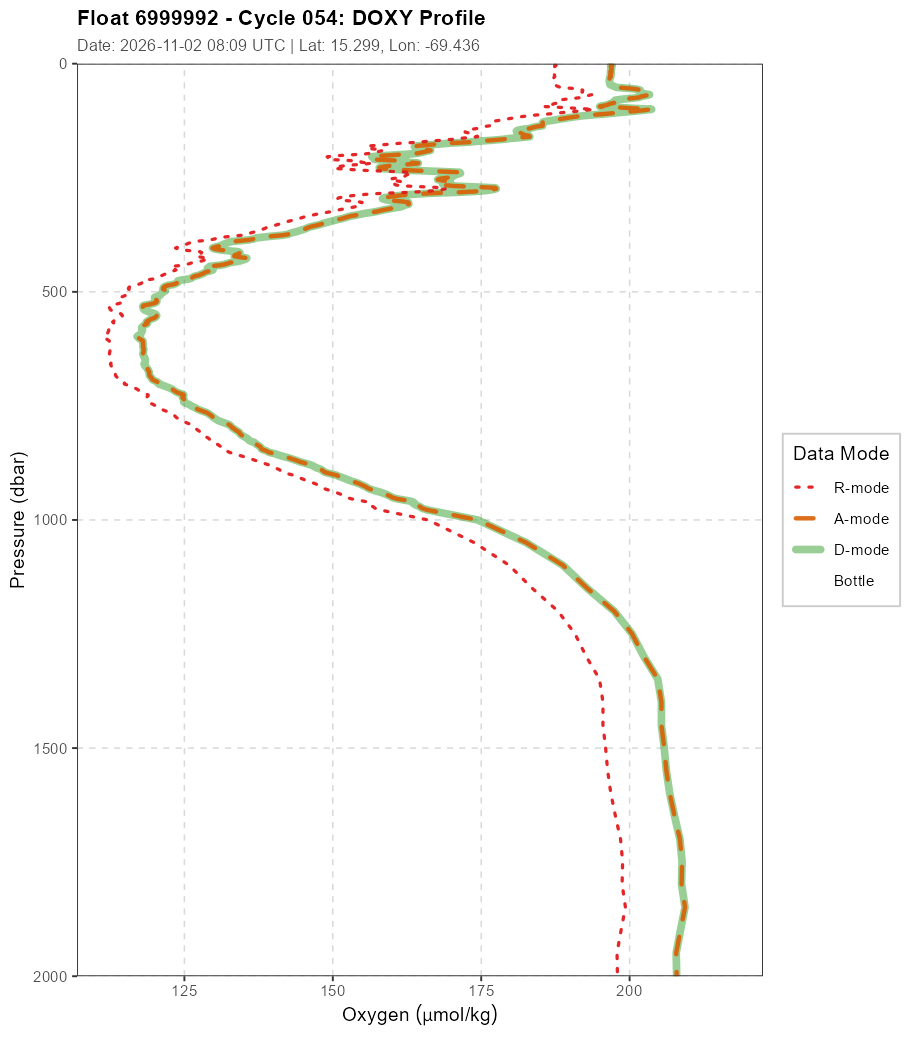 Float 6999992 - Cycle 054: DOXY Profile
Date: 2026-11-02 08:09 UTC | Lat: 15.299, Lon: -69.436
0
500
1000
1500
2000
Pressure (dbar)
125 150 175 200
Oxygen (µmol/kg)
Data Mode
R-mode
A-mode
D-mode
Bottle